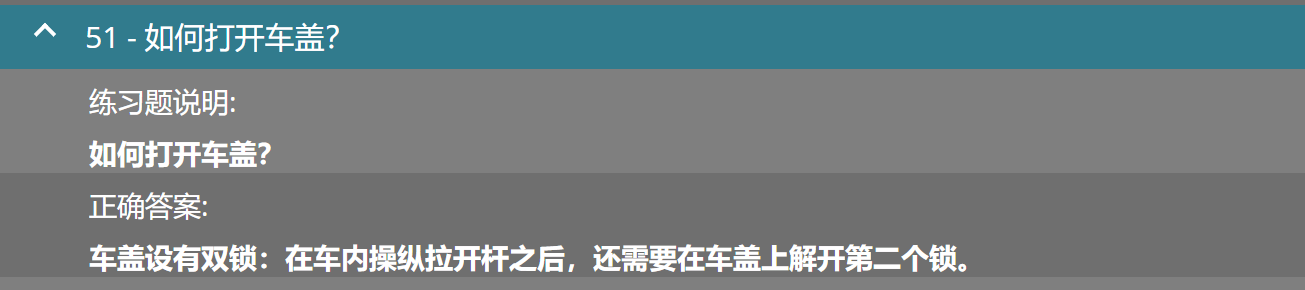 51 - 如何打开车盖?
练习题说明:
如何打开车盖?
正确答案:
车盖设有双锁：在车内操纵拉开杆之后，还需要在车盖上解开第二个锁。